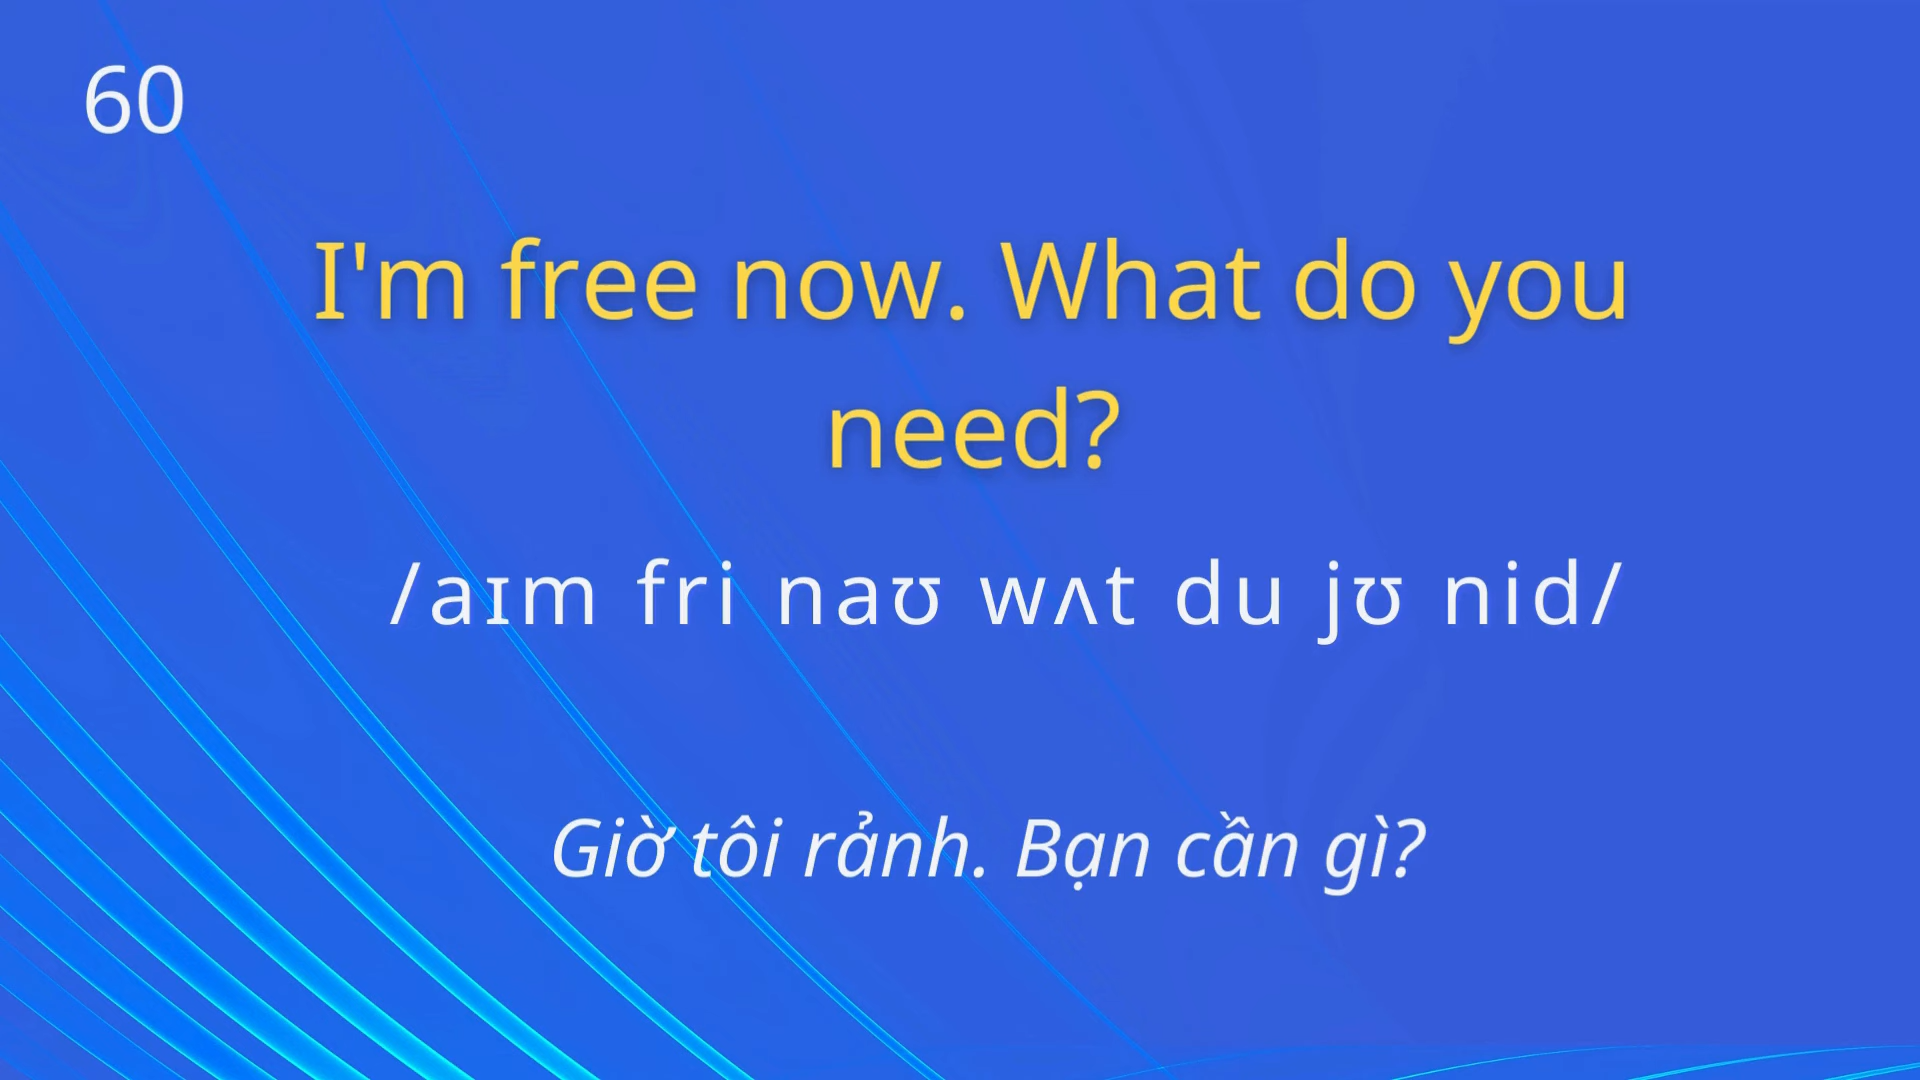 60
I'm free now. What do you
need?
/aɪm fri naʊ wʌt du jʊ nid/
Giờ tôi rảnh. Bạn cần gì?